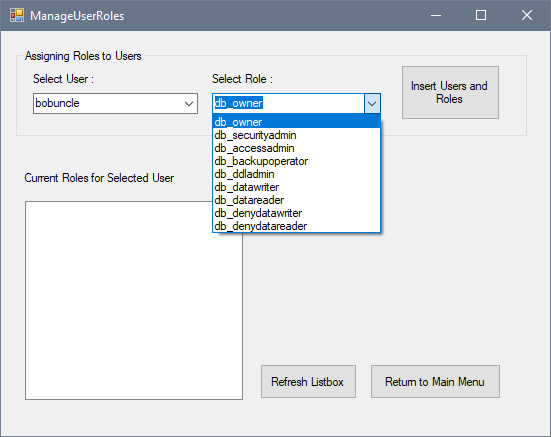 ManageUserRoles
Assigning Roles to Users
Select User :
Select Role :
bobuncle
db_owner
Insert Users and
Roles
db_owner
db_securityadmin
db_accessadmin
db_backupoperator
db_ddladmin
db_datawriter
db_datareader
db_denydatawriter
db_denydatareader
Current Roles for Selected User
Refresh Listbox
Return to Main Menu